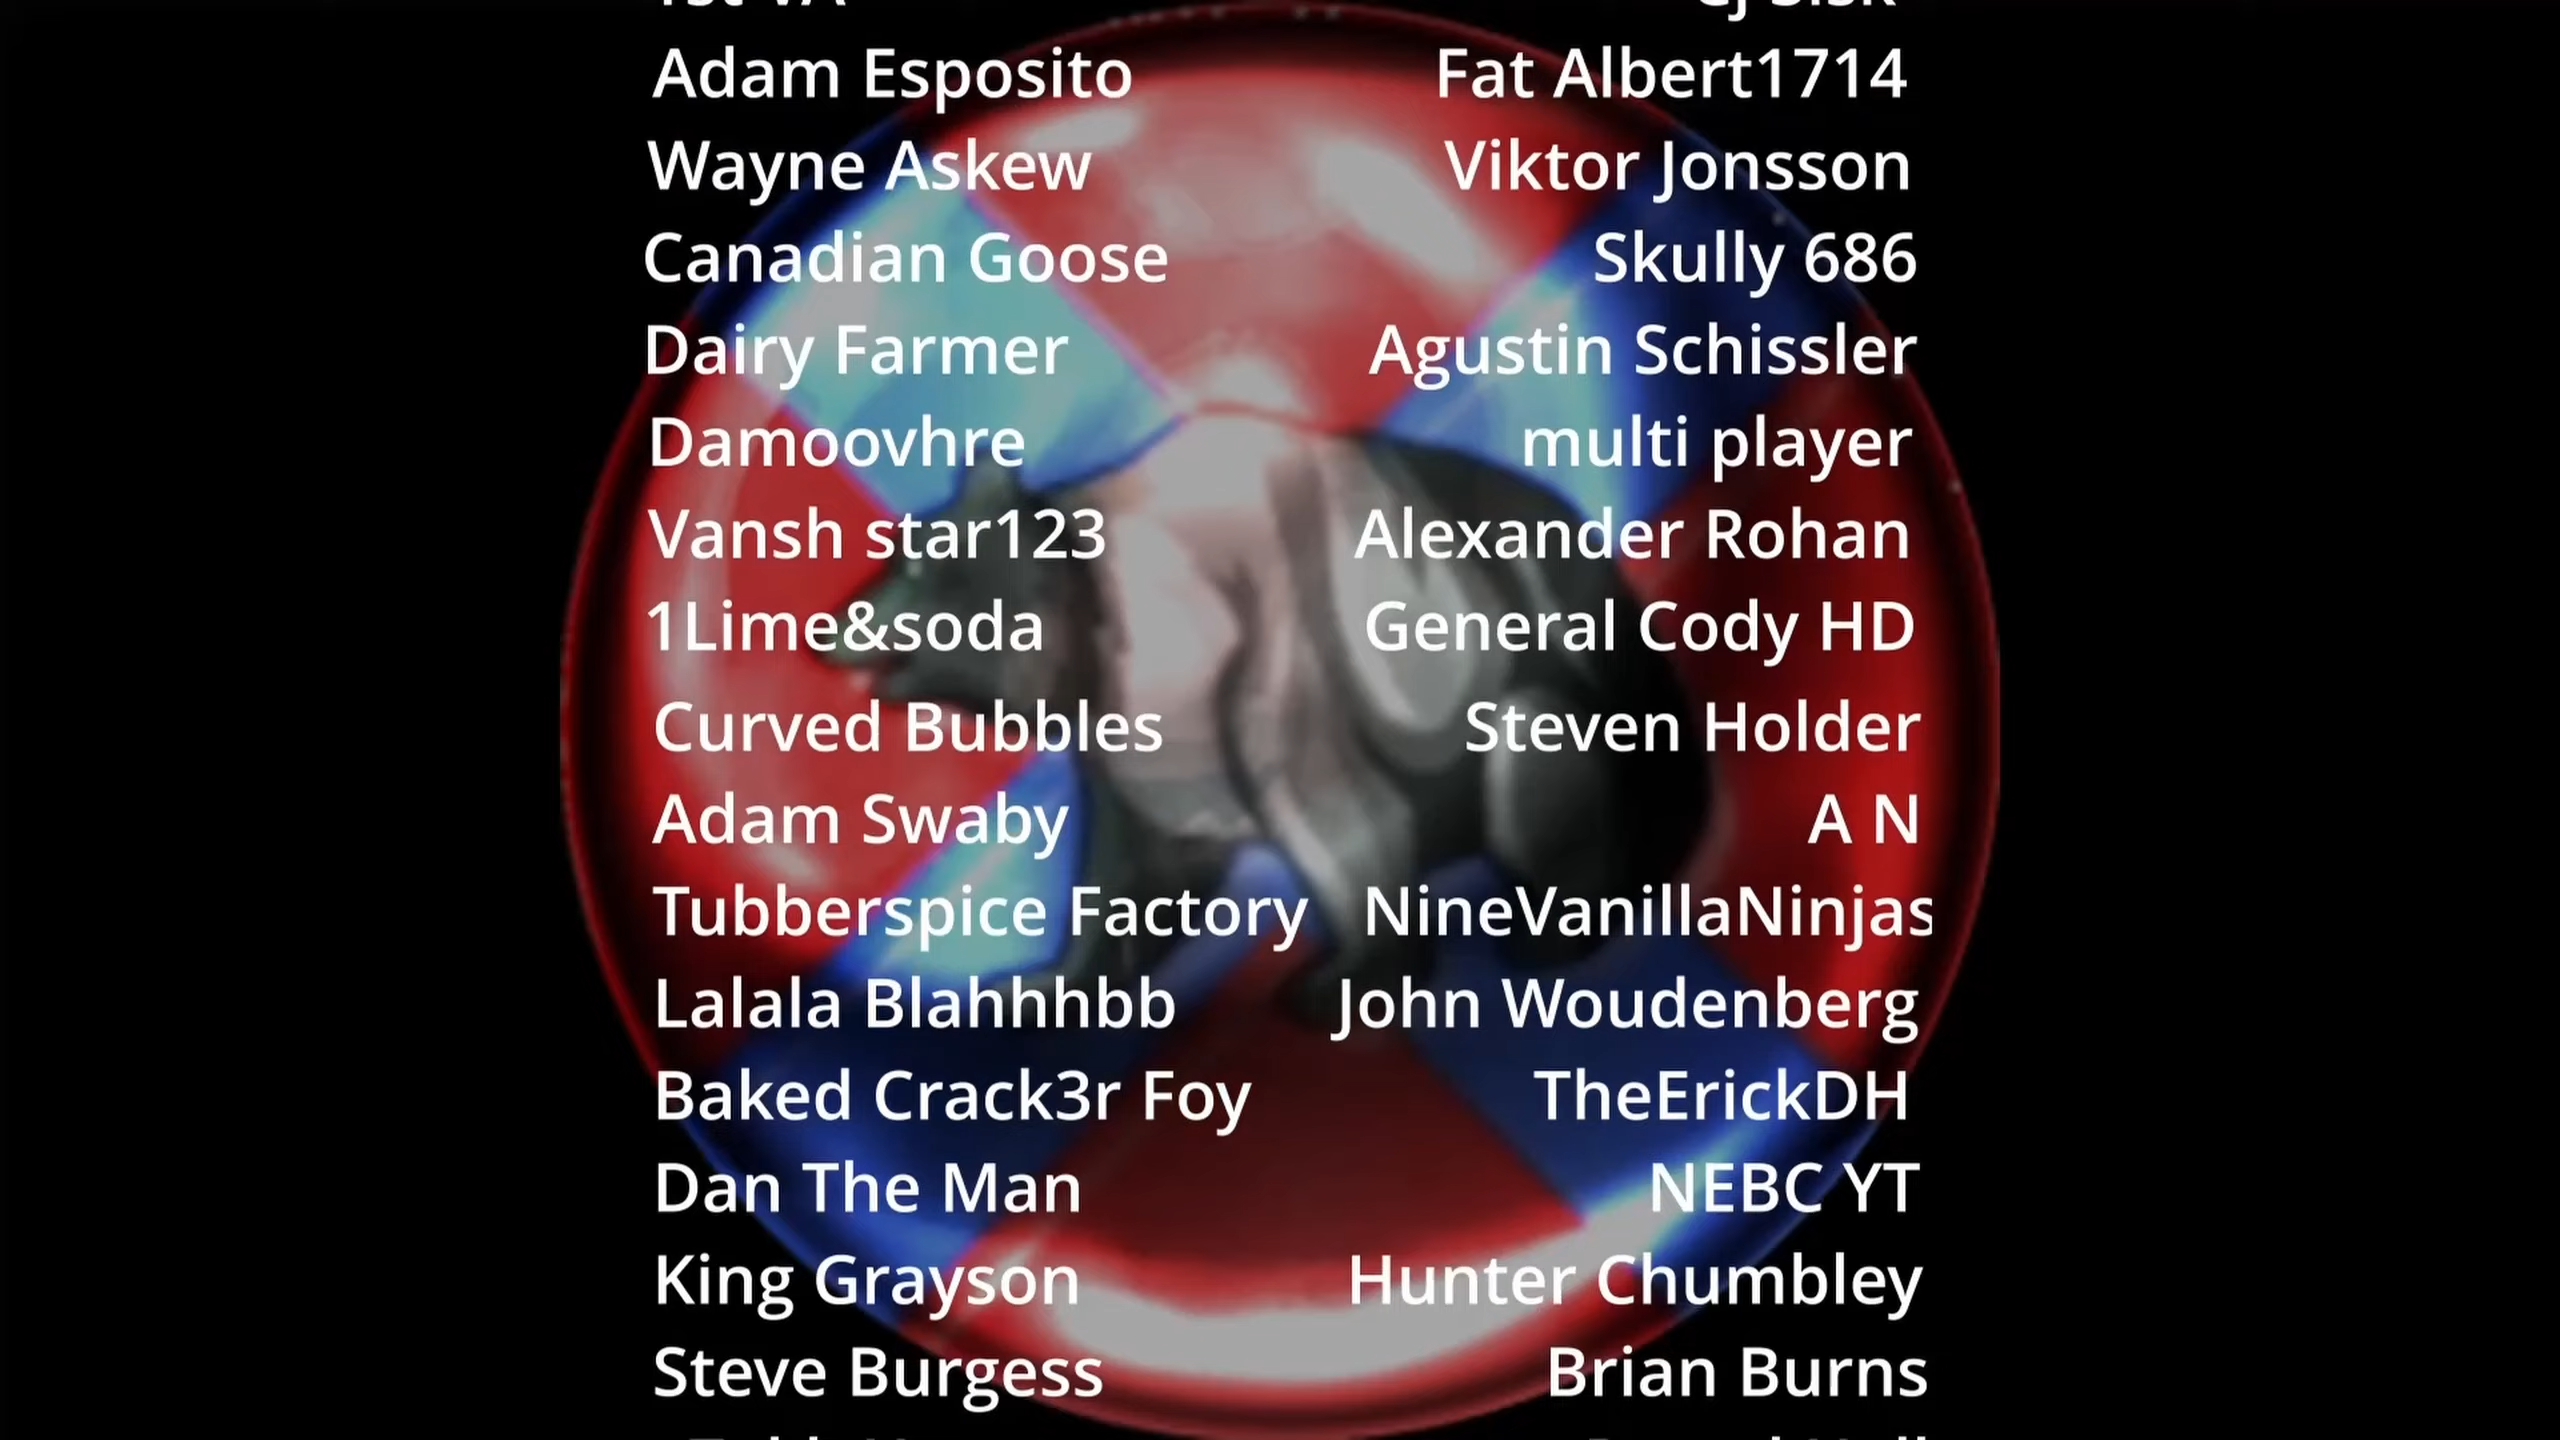 Adam Esposito Fat Albert1714
Wayne Askew Viktor Jonsson
Canadian Goose Skully 686
Dairy Farmer Agustin Schissler
Damoovhre multi player
Vansh star123 Alexander Rohan
1Lime&soda General Cody HD
Curved Bubbles Steven Holder
Adam Swaby A N
Tubberspice Factory NineVanillaNinjas
Lalala Blahhhbb John Woudenberg
Baked Crack3r Foy TheErickDH
Dan The Man NEBC YT
King Grayson Hunter Chumbley
Steve Burgess Brian Burns